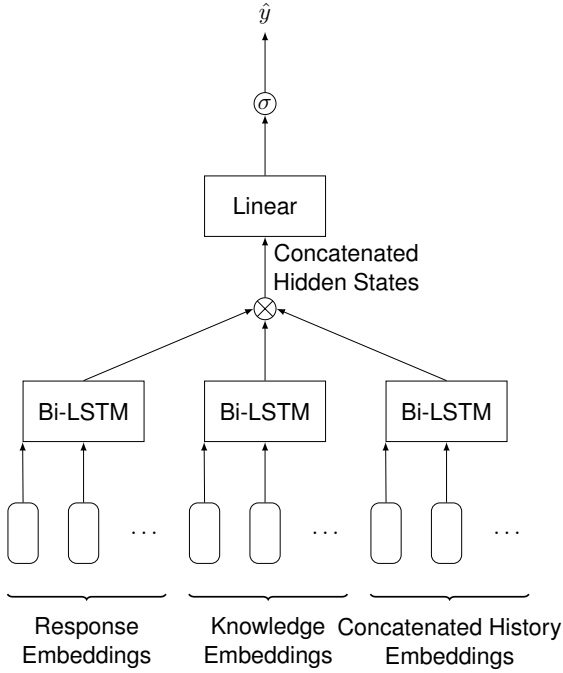 ŷ
σ
Linear
Concatenated
Hidden States
⊗
Bi-LSTM Bi-LSTM Bi-LSTM
... ... ...
Response Knowledge Concatenated History
Embeddings Embeddings Embeddings